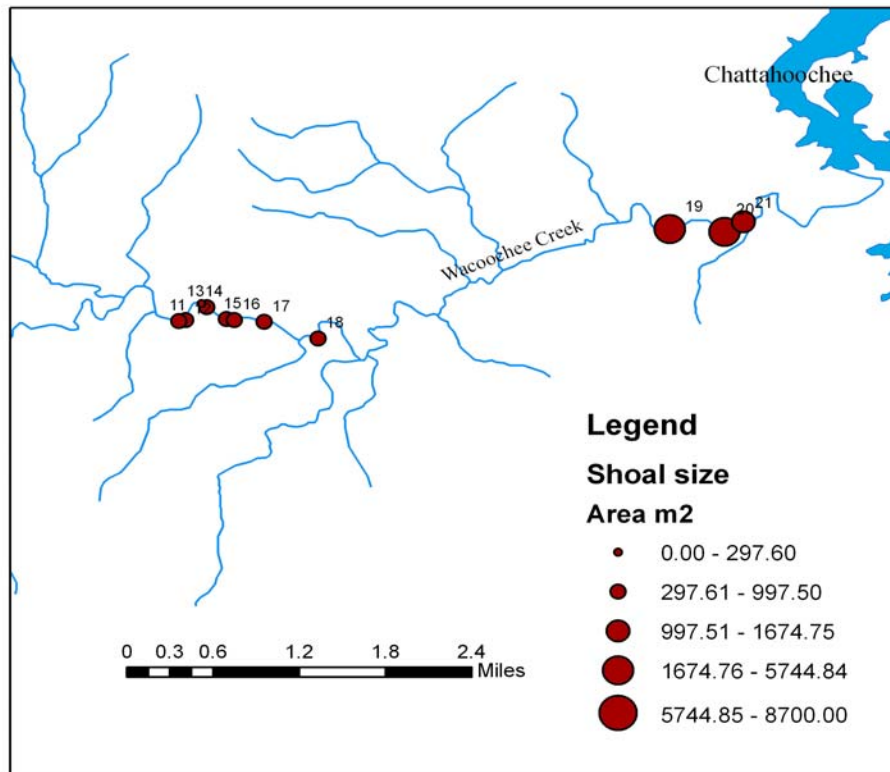 Chattahoochee
19
20
21
Wacoochee Creek
11
13
14
15
16
17
18
Legend
Shoal size
Area m2
0.00 - 297.60
297.61 - 997.50
997.51 - 1674.75
1674.76 - 5744.84
5744.85 - 8700.00
0 0.3 0.6 1.2 1.8 2.4
Miles